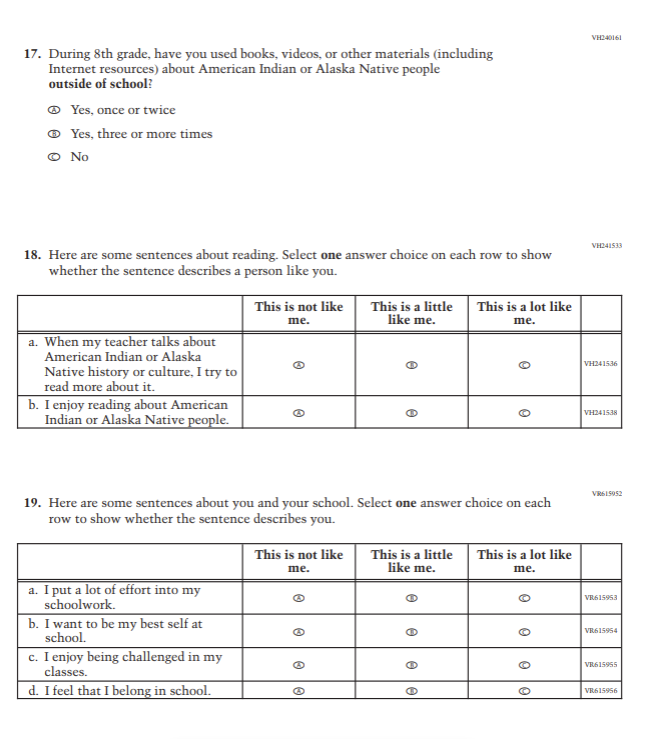 VH240161
17. During 8th grade, have you used books, videos, or other materials (including
Internet resources) about American Indian or Alaska Native people
outside of school?
Ⓐ Yes, once or twice
Ⓑ Yes, three or more times
Ⓒ No
VH241533
18. Here are some sentences about reading. Select one answer choice on each row to show
whether the sentence describes a person like you.
This is not like
me.
This is a little
like me.
This is a lot like
me.
a. When my teacher talks about
American Indian or Alaska
Native history or culture, I try to
read more about it.
Ⓐ Ⓑ Ⓒ VH241536
b. I enjoy reading about American
Indian or Alaska Native people.
Ⓐ Ⓑ Ⓒ VH241538
VR615952
19. Here are some sentences about you and your school. Select one answer choice on each
row to show whether the sentence describes you.
This is not like
me.
This is a little
like me.
This is a lot like
me.
a. I put a lot of effort into my
schoolwork.
Ⓐ Ⓑ Ⓒ VR615953
b. I want to be my best self at
school.
Ⓐ Ⓑ Ⓒ VR615954
c. I enjoy being challenged in my
classes.
Ⓐ Ⓑ Ⓒ VR615955
d. I feel that I belong in school. Ⓐ Ⓑ Ⓒ VR615956